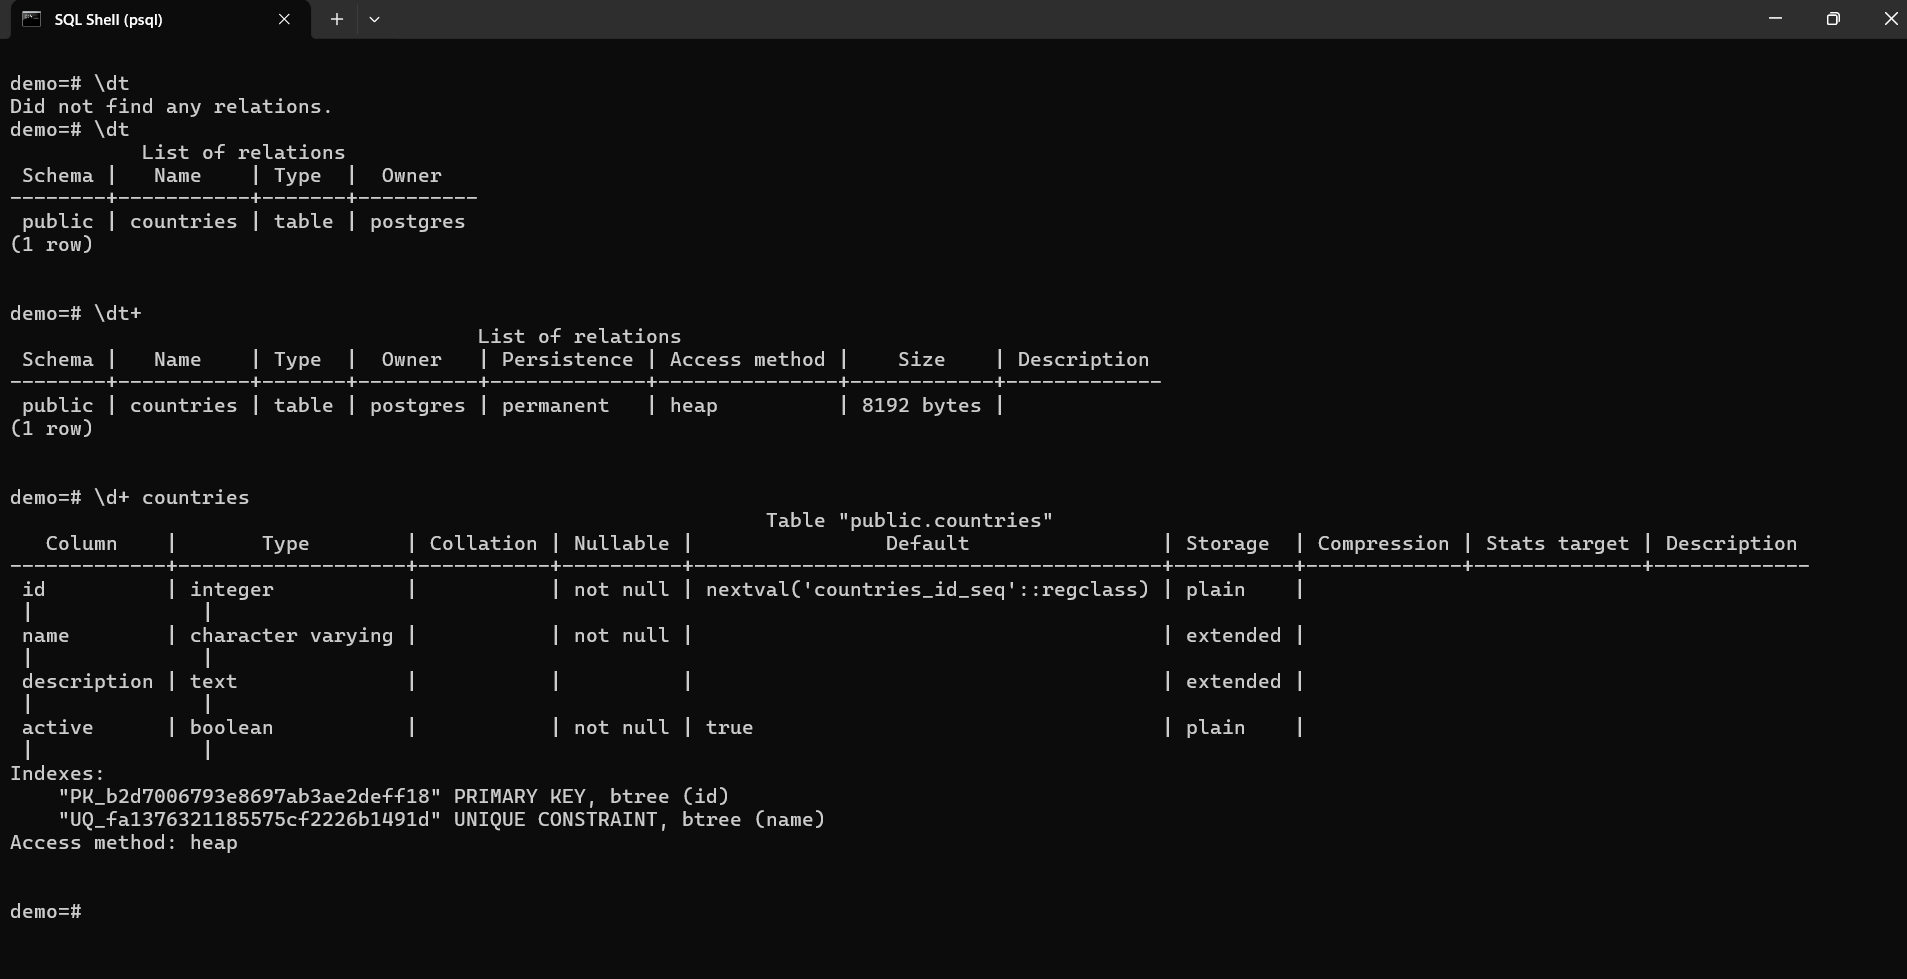 SQL Shell (psql)
demo=# \dt
Did not find any relations.
demo=# \dt
           List of relations
 Schema |   Name    | Type  |  Owner
--------+-----------+-------+----------
 public | countries | table | postgres
(1 row)
demo=# \dt+
                                       List of relations
 Schema |   Name    | Type  |  Owner   | Persistence | Access method |    Size    | Description
--------+-----------+-------+----------+-------------+---------------+------------+-------------
 public | countries | table | postgres | permanent   | heap          | 8192 bytes |
(1 row)
demo=# \d+ countries
                                                               Table "public.countries"
   Column    |       Type        | Collation | Nullable |                Default                | Storage  | Compression | Stats target | Description
-------------+-------------------+-----------+----------+---------------------------------------+----------+-------------+--------------+-------------
 id          | integer           |           | not null | nextval('countries_id_seq'::regclass) | plain    |
 |              |
 name        | character varying |           | not null |                                       | extended |
 |              |
 description | text              |           |          |                                       | extended |
 |              |
 active      | boolean           |           | not null | true                                  | plain    |
 |              |
Indexes:
    "PK_b2d7006793e8697ab3ae2deff18" PRIMARY KEY, btree (id)
    "UQ_fa1376321185575cf2226b1491d" UNIQUE CONSTRAINT, btree (name)
Access method: heap
demo=#